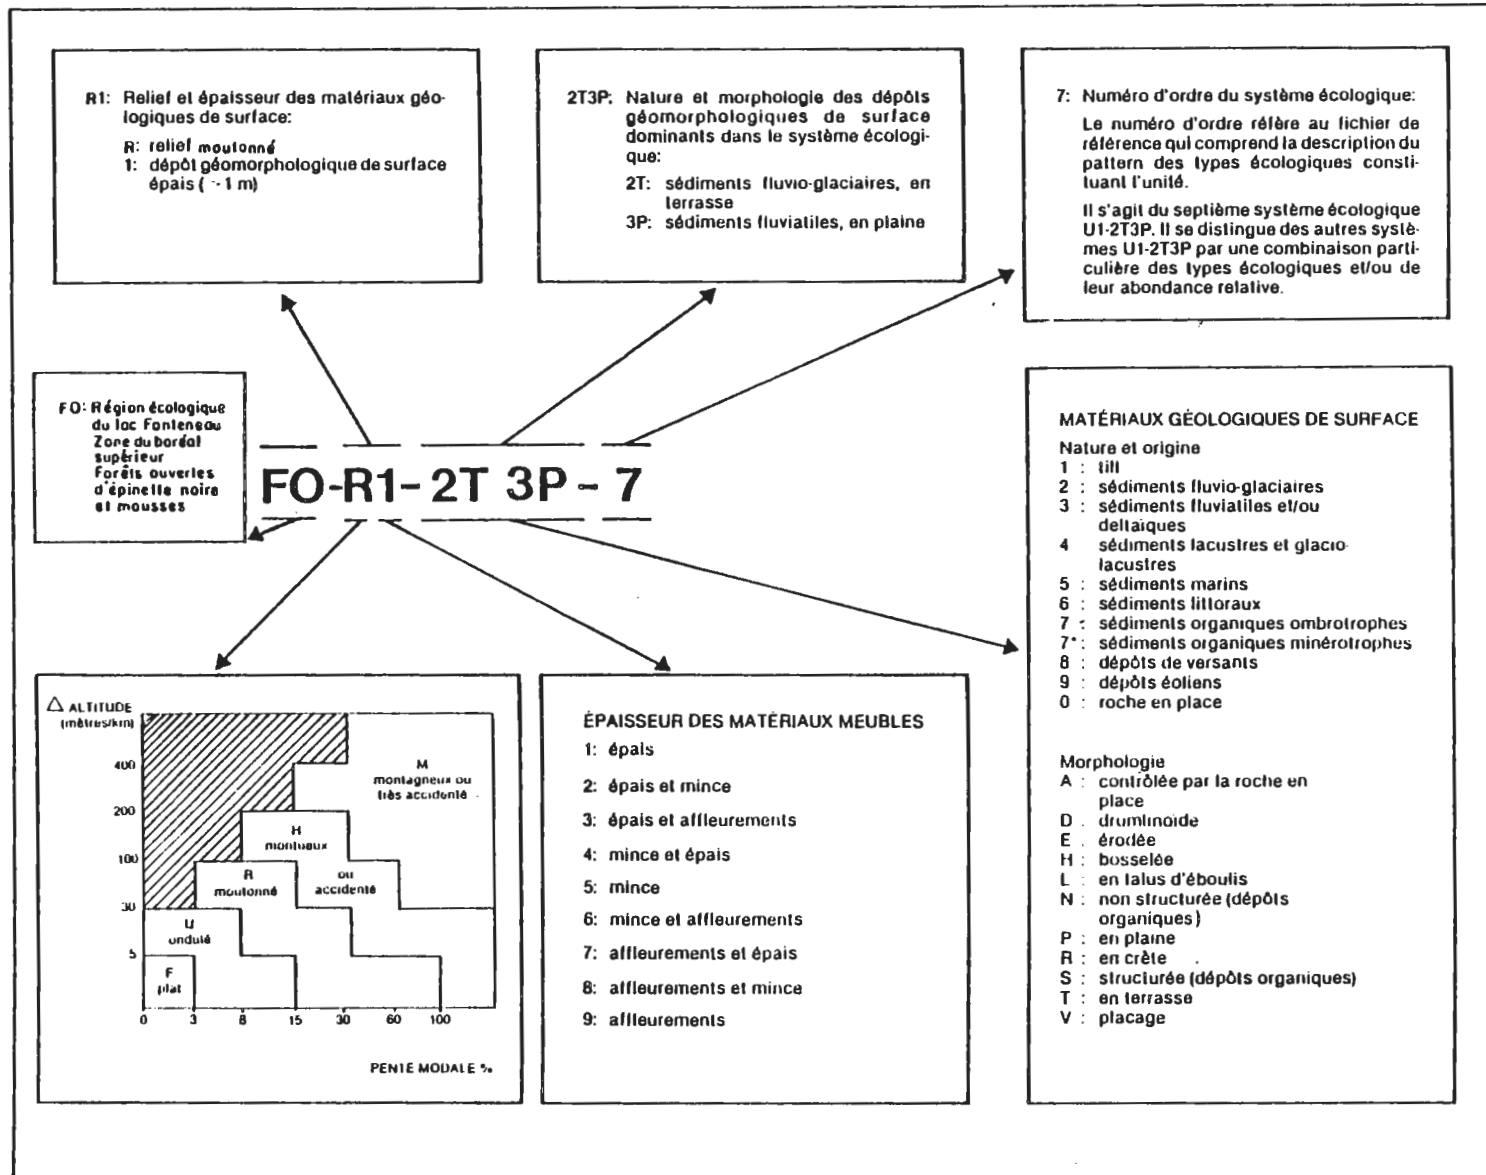 R1: Relief et épaisseur des matériaux géo-
logiques de surface:
R: relief moutonné
1: dépôt géomorphologique de surface
épais ( 1 m)
2T3P: Nature et morphologie des dépôts
géomorphologiques de surface
dominants dans le système écologi-
que:
2T: sédiments fluvio-glaciaires, en
terrasse
3P: sédiments fluviatiles, en plaine
7: Numéro d'ordre du système écologique:
Le numéro d'ordre réfère au fichier de
référence qui comprend la description du
pattern des types écologiques consti-
tuant l'unité.
Il s'agit du septième système écologique
U1-2T3P. Il se distingue des autres systè-
mes U1-2T3P par une combinaison parti-
culière des types écologiques et/ou de
leur abondance relative.
FO: Région écologique
du lac Fonteneau
Zone du boréal
supérieur
Forêts ouvertes
d'épinette noire
et mousses
FO-R1-2T 3P-7
△ ALTITUDE
(mètres/km)
400
200
100
30
5
M
montagneux ou
très accidenté
H
montueux
ou
accidenté
R
moutonné
U
ondulé
F
plat
0 3 8 15 30 60 100
PENTE MODALE %
ÉPAISSEUR DES MATÉRIAUX MEUBLES
1: épais
2: épais et mince
3: épais et affleurements
4: mince et épais
5: mince
6: mince et affleurements
7: affleurements et épais
8: affleurements et mince
9: affleurements
MATÉRIAUX GÉOLOGIQUES DE SURFACE
Nature et origine
1 : till
2 : sédiments fluvio-glaciaires
3 : sédiments fluviatiles et/ou
deltaïques
4 sédiments lacustres et glacio-
lacustres
5 : sédiments marins
6 : sédiments littoraux
7 : sédiments organiques ombrotrophes
7* : sédiments organiques minérotrophes
8 : dépôts de versants
9 : dépôts éoliens
0 : roche en place
Morphologie
A : contrôlée par la roche en
place
D . drumlinoïde
E . érodée
H : bosselée
L : en talus d'éboulis
N : non structurée (dépôts
organiques)
P : en plaine
R : en crête
S : structurée (dépôts organiques)
T : en terrasse
V : placage